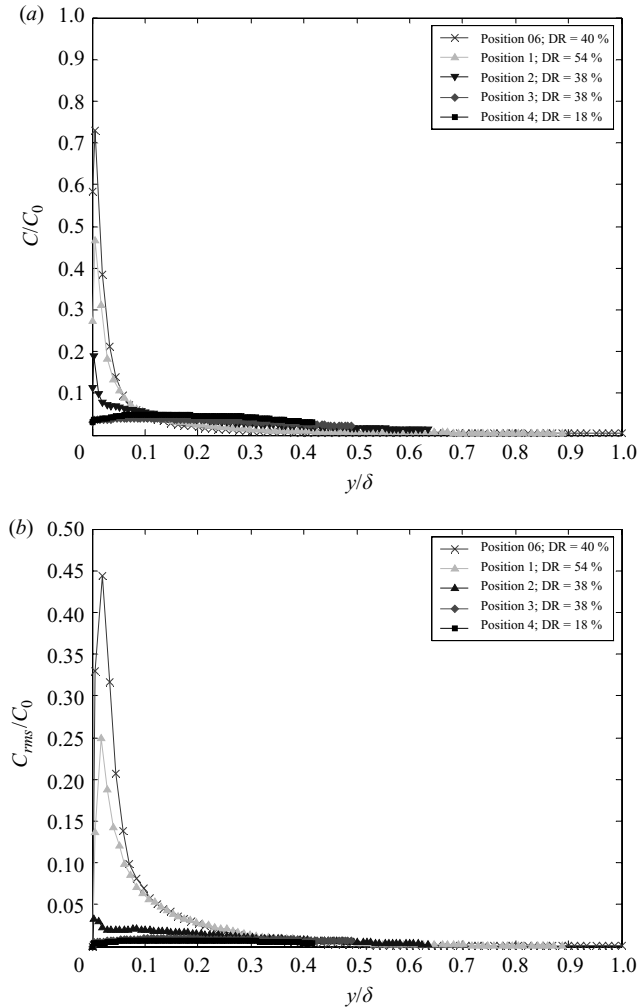 (a)
1.0
0.9
0.8
0.7
0.6
0.5
0.4
0.3
0.2
0.1
C/C0
Position 06; DR = 40 %
Position 1; DR = 54 %
Position 2; DR = 38 %
Position 3; DR = 38 %
Position 4; DR = 18 %
0 0.1 0.2 0.3 0.4 0.5 0.6 0.7 0.8 0.9 1.0
y/δ
(b)
0.50
0.45
0.40
0.35
0.30
0.25
0.20
0.15
0.10
0.05
Crms/C0
Position 06; DR = 40 %
Position 1; DR = 54 %
Position 2; DR = 38 %
Position 3; DR = 38 %
Position 4; DR = 18 %
0 0.1 0.2 0.3 0.4 0.5 0.6 0.7 0.8 0.9 1.0
y/δ